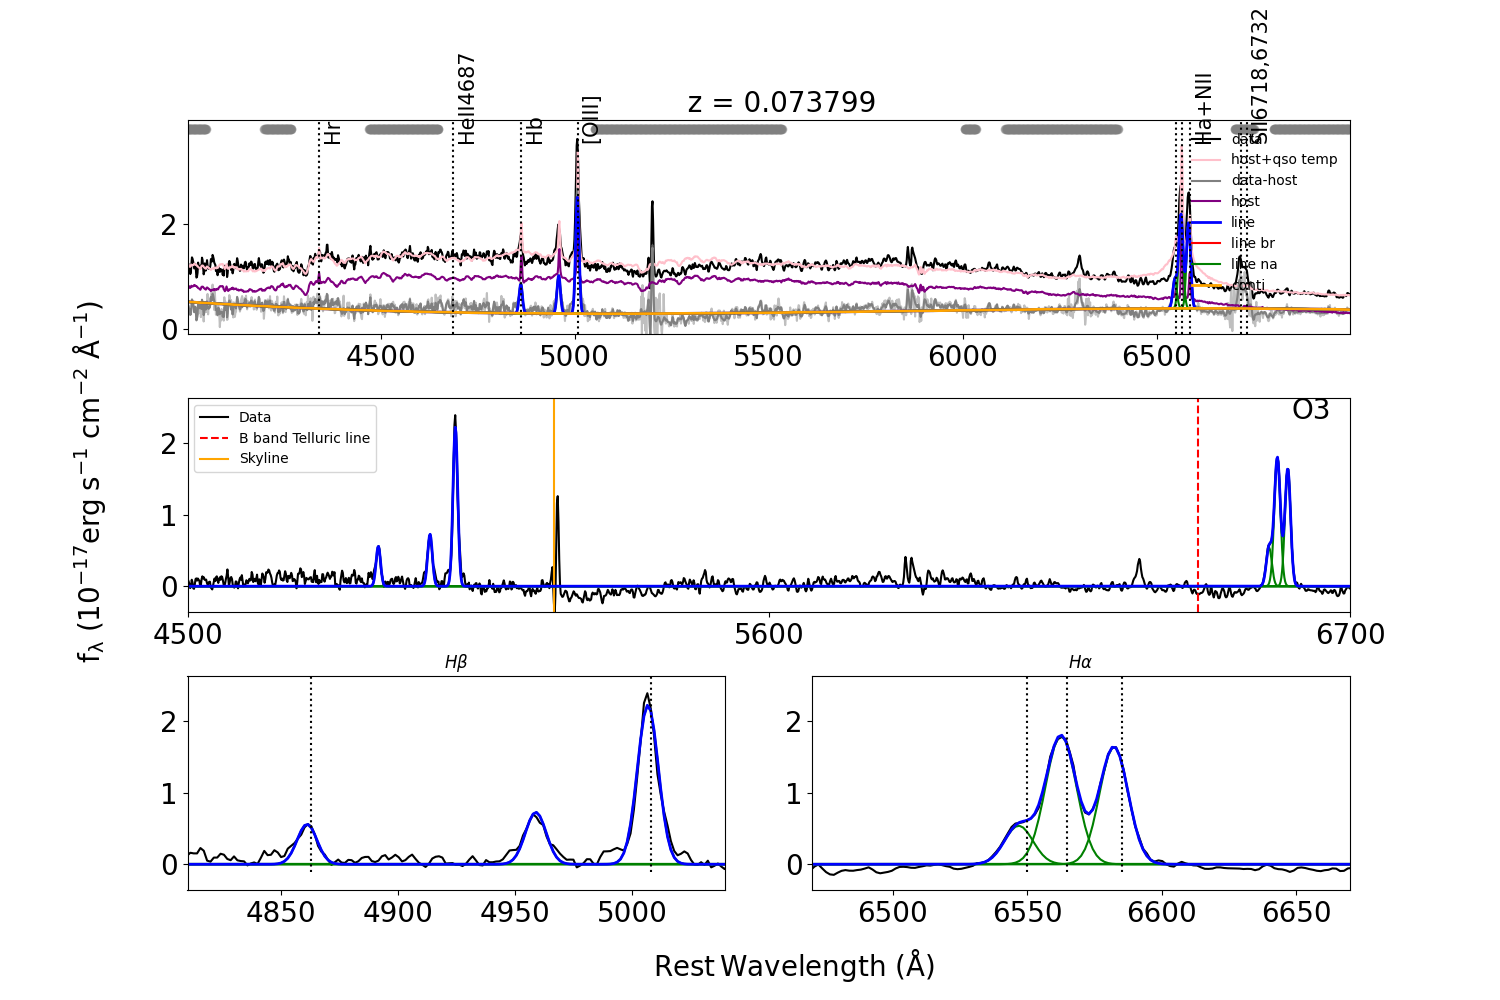 z = 0.073799
Hr
HeII4687
Hb
[OIII]
Ha+NII
SII6718,6732
data
host+qso temp
data-host
host
line
line br
line na
conti
2
0
4500
5000
5500
6000
6500
f_λ (10^{-17}erg s^{-1} cm^{-2} Å^{-1})
Data
B band Telluric line
Skyline
O3
2
1
0
4500
5600
6700
Hβ
2
1
0
4850
4900
4950
5000
Hα
2
1
0
6500
6550
6600
6650
Rest Wavelength (Å)